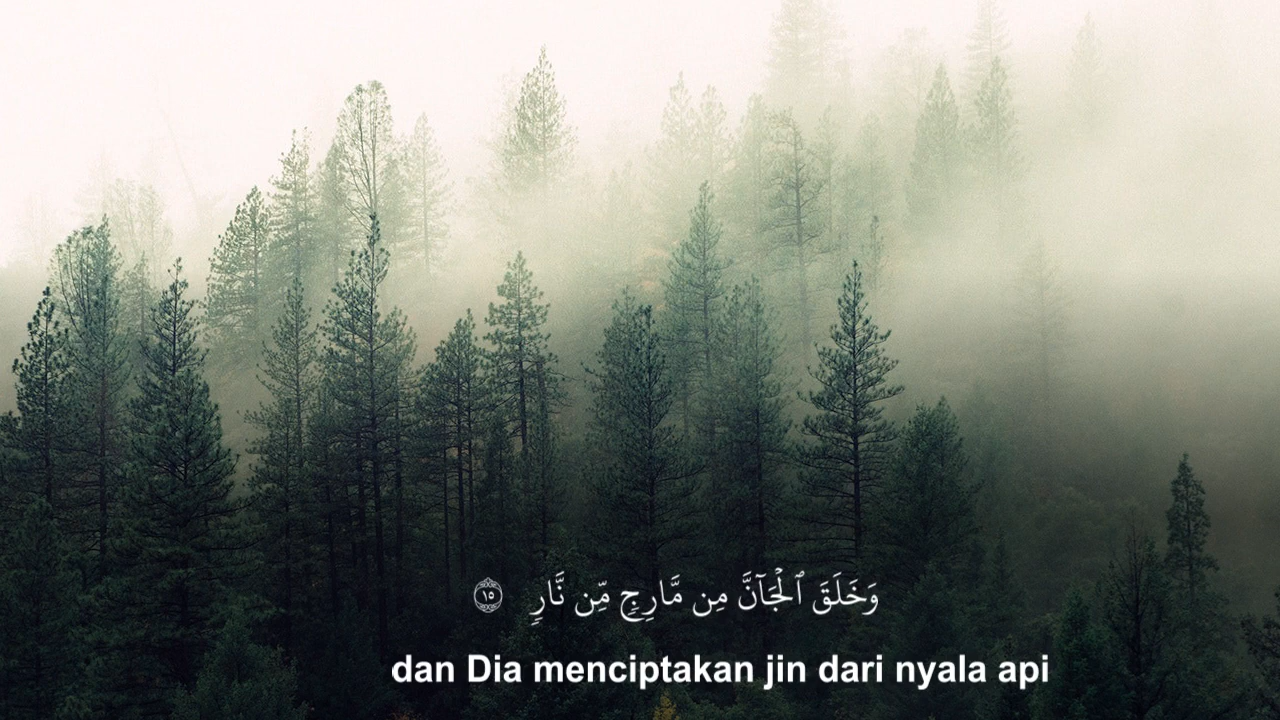 وَخَلَقَ ٱلْجَآنَّ مِن مَّارِجٍ مِّن نَّارٍ ۝١٥
dan Dia menciptakan jin dari nyala api